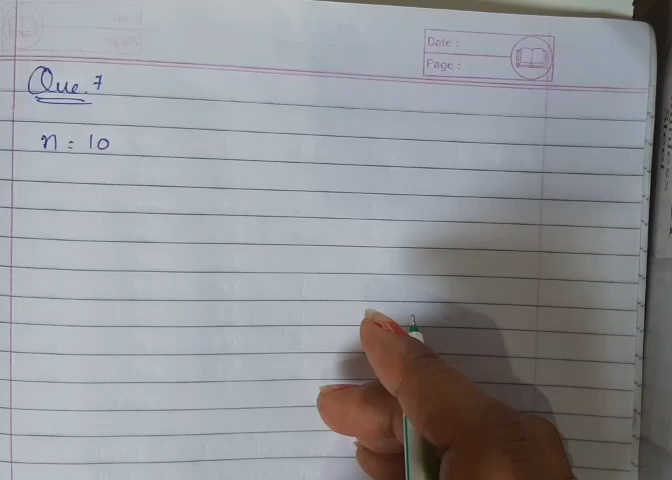 Date :
Page :
Que. 7
n = 10